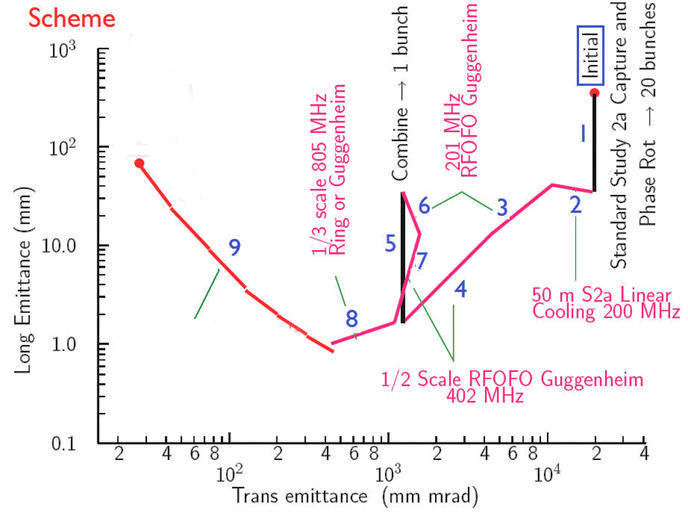 Scheme
10³
10²
10.0
1.0
0.1
Long Emittance (mm)
2 4 6 8 2 4 6 8 2 4 6 8 2 4
10² 10³ 10⁴
Trans emittance (mm mrad)
1/3 scale 805 MHz
Ring or Guggenheim
Combine → 1 bunch
201 MHz
RFOFO Guggenheim
Initial
Standard Study 2a Capture and
Phase Rot → 20 bunches
1
2
3
4
5
6
7
8
9
50 m S2a Linear
Cooling 200 MHz
1/2 Scale RFOFO Guggenheim
402 MHz